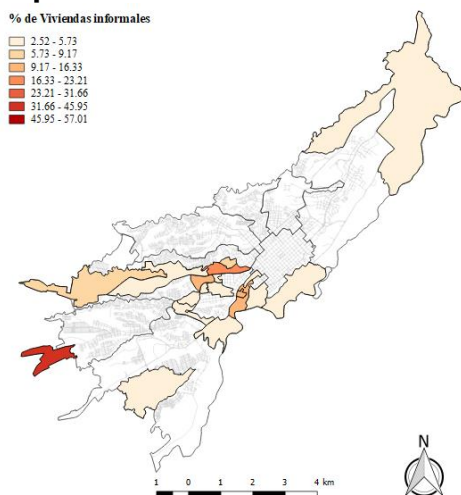 % de Viviendas informales
2.52 - 5.73
5.73 - 9.17
9.17 - 16.33
16.33 - 23.21
23.21 - 31.66
31.66 - 45.95
45.95 - 57.01
N
1 0 1 2 3 4 km